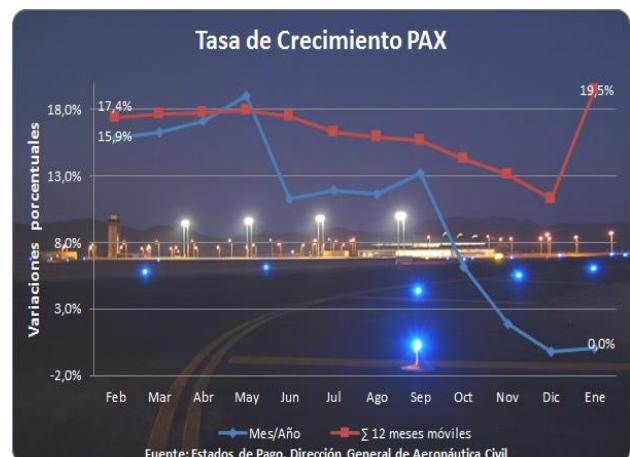 Tasa de Crecimiento PAX
Variaciones porcentuales
18,0%
13,0%
8,0%
3,0%
-2,0%
17,4%
15,9%
19,5%
0,0%
Feb Mar Abr May Jun Jul Ago Sep Oct Nov Dic Ene
Mes/Año ∑ 12 meses móviles
Fuente: Estados de Pago, Dirección General de Aeronáutica Civil